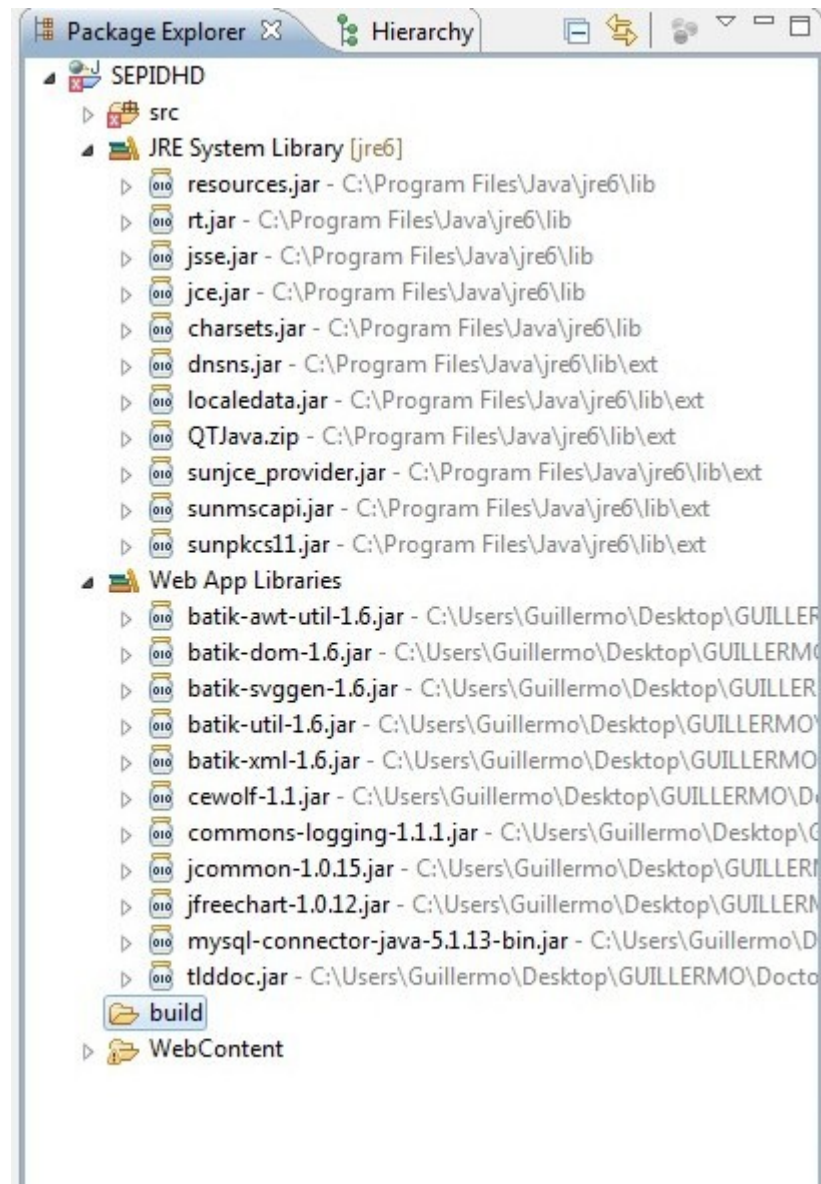 Package Explorer Hierarchy
SEPIDHD
src
JRE System Library [jre6]
resources.jar - C:\Program Files\Java\jre6\lib
rt.jar - C:\Program Files\Java\jre6\lib
jsse.jar - C:\Program Files\Java\jre6\lib
jce.jar - C:\Program Files\Java\jre6\lib
charsets.jar - C:\Program Files\Java\jre6\lib
dnsns.jar - C:\Program Files\Java\jre6\lib\ext
localedata.jar - C:\Program Files\Java\jre6\lib\ext
QTJava.zip - C:\Program Files\Java\jre6\lib\ext
sunjce_provider.jar - C:\Program Files\Java\jre6\lib\ext
sunmscapi.jar - C:\Program Files\Java\jre6\lib\ext
sunpkcs11.jar - C:\Program Files\Java\jre6\lib\ext
Web App Libraries
batik-awt-util-1.6.jar - C:\Users\Guillermo\Desktop\GUILLER
batik-dom-1.6.jar - C:\Users\Guillermo\Desktop\GUILLERM
batik-svggen-1.6.jar - C:\Users\Guillermo\Desktop\GUILLER
batik-util-1.6.jar - C:\Users\Guillermo\Desktop\GUILLERMO
batik-xml-1.6.jar - C:\Users\Guillermo\Desktop\GUILLERMO
cewolf-1.1.jar - C:\Users\Guillermo\Desktop\GUILLERMO\D
commons-logging-1.1.1.jar - C:\Users\Guillermo\Desktop\G
jcommon-1.0.15.jar - C:\Users\Guillermo\Desktop\GUILLER
jfreechart-1.0.12.jar - C:\Users\Guillermo\Desktop\GUILLER
mysql-connector-java-5.1.13-bin.jar - C:\Users\Guillermo\D
tlddoc.jar - C:\Users\Guillermo\Desktop\GUILLERMO\Docto
build
WebContent